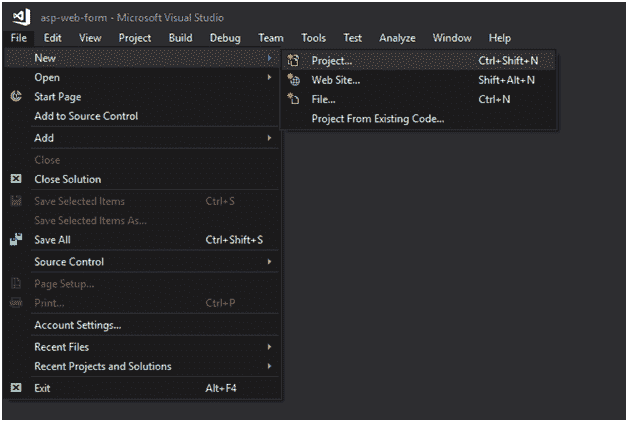 asp-web-form - Microsoft Visual Studio
File Edit View Project Build Debug Team Tools Test Analyze Window Help
New
Project... Ctrl+Shift+N
Open
Web Site... Shift+Alt+N
Start Page
File... Ctrl+N
Add to Source Control
Project From Existing Code...
Add
Close
Close Solution
Save Selected Items Ctrl+S
Save Selected Items As...
Save All Ctrl+Shift+S
Source Control
Page Setup...
Print... Ctrl+P
Account Settings...
Recent Files
Recent Projects and Solutions
Exit Alt+F4